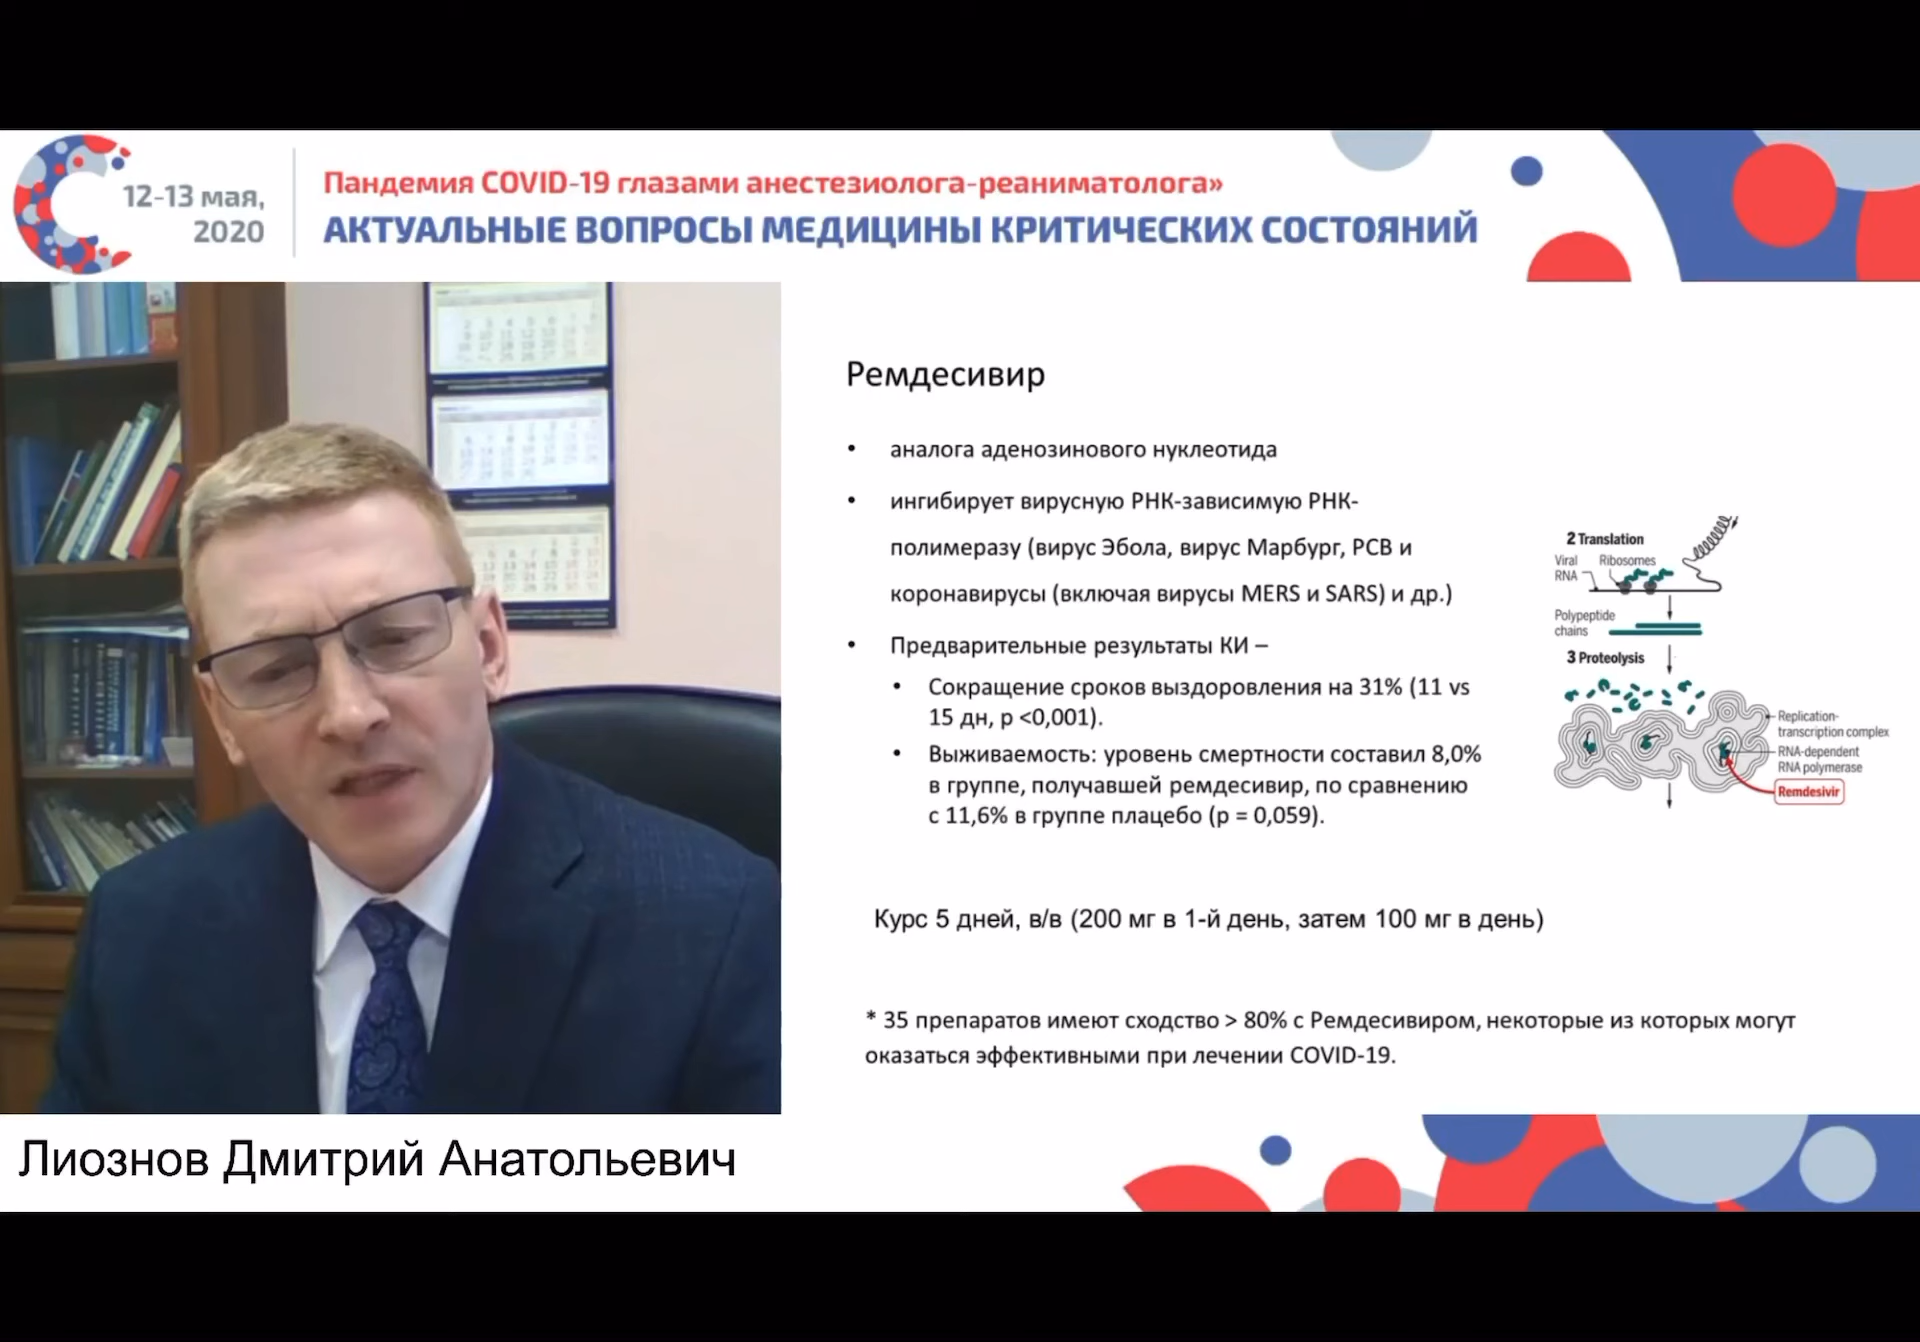 12-13 мая,
2020
Пандемия COVID-19 глазами анестезиолога-реаниматолога»
АКТУАЛЬНЫЕ ВОПРОСЫ МЕДИЦИНЫ КРИТИЧЕСКИХ СОСТОЯНИЙ
Ремдесивир
• аналога аденозинового нуклеотида
• ингибирует вирусную РНК-зависимую РНК-
полимеразу (вирус Эбола, вирус Марбург, РСВ и
коронавирусы (включая вирусы MERS и SARS) и др.)
• Предварительные результаты КИ –
• Сокращение сроков выздоровления на 31% (11 vs
15 дн, p <0,001).
• Выживаемость: уровень смертности составил 8,0%
в группе, получавшей ремдесивир, по сравнению
с 11,6% в группе плацебо (p = 0,059).
Курс 5 дней, в/в (200 мг в 1-й день, затем 100 мг в день)
* 35 препаратов имеют сходство > 80% с Ремдесивиром, некоторые из которых могут
оказаться эффективными при лечении COVID-19.
2 Translation
Viral
RNA
Ribosomes
Polypeptide
chains
3 Proteolysis
Replication-
transcription complex
RNA-dependent
RNA polymerase
Remdesivir
Лиознов Дмитрий Анатольевич